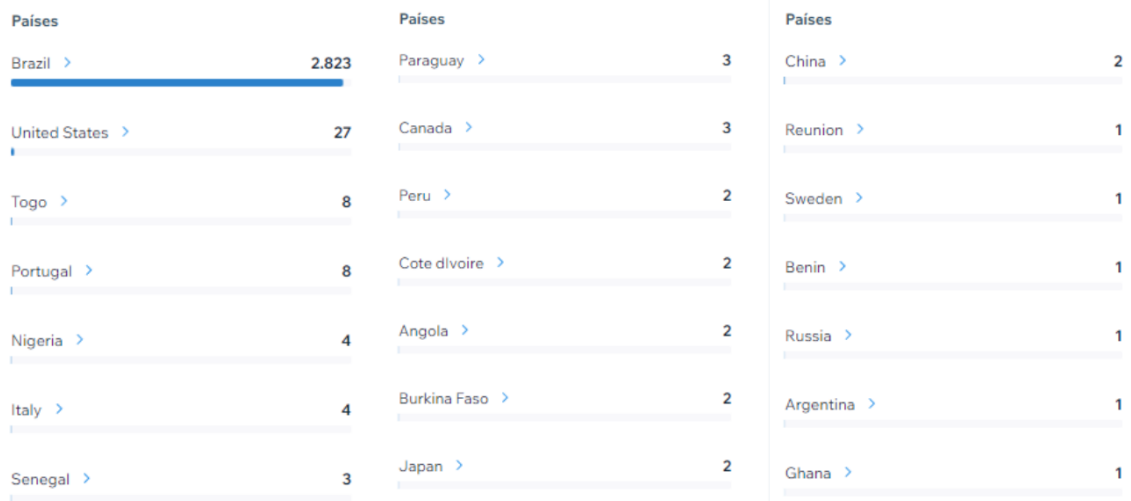 Países
Brazil 2.823
United States 27
Togo 8
Portugal 8
Nigeria 4
Italy 4
Senegal 3
Países
Paraguay 3
Canada 3
Peru 2
Cote dIvoire 2
Angola 2
Burkina Faso 2
Japan 2
Países
China 2
Reunion 1
Sweden 1
Benin 1
Russia 1
Argentina 1
Ghana 1